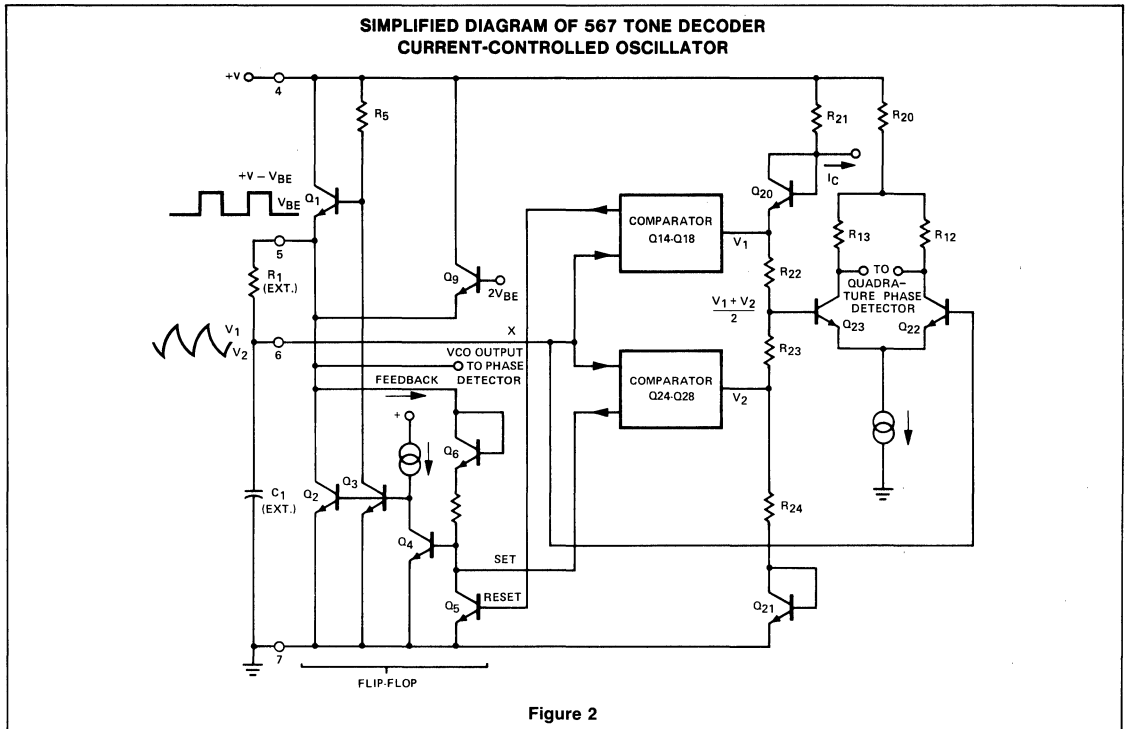 SIMPLIFIED DIAGRAM OF 567 TONE DECODER
CURRENT-CONTROLLED OSCILLATOR
+V
4
R5
R21
R20
IC
+V – VBE
VBE
Q1
Q20
COMPARATOR
Q14-Q18
V1
R13
R12
5
R1
(EXT.)
Q9
2VBE
R22
TO
QUADRA-
TURE PHASE
DETECTOR
V1 + V2
2
Q23
Q22
V1
V2
6
X
R23
VCO OUTPUT
TO PHASE
DETECTOR
FEEDBACK
COMPARATOR
Q24-Q28
V2
+
Q6
Q2
Q3
C1
(EXT.)
R24
Q4
SET
RESET
Q5
Q21
7
FLIP-FLOP
Figure 2